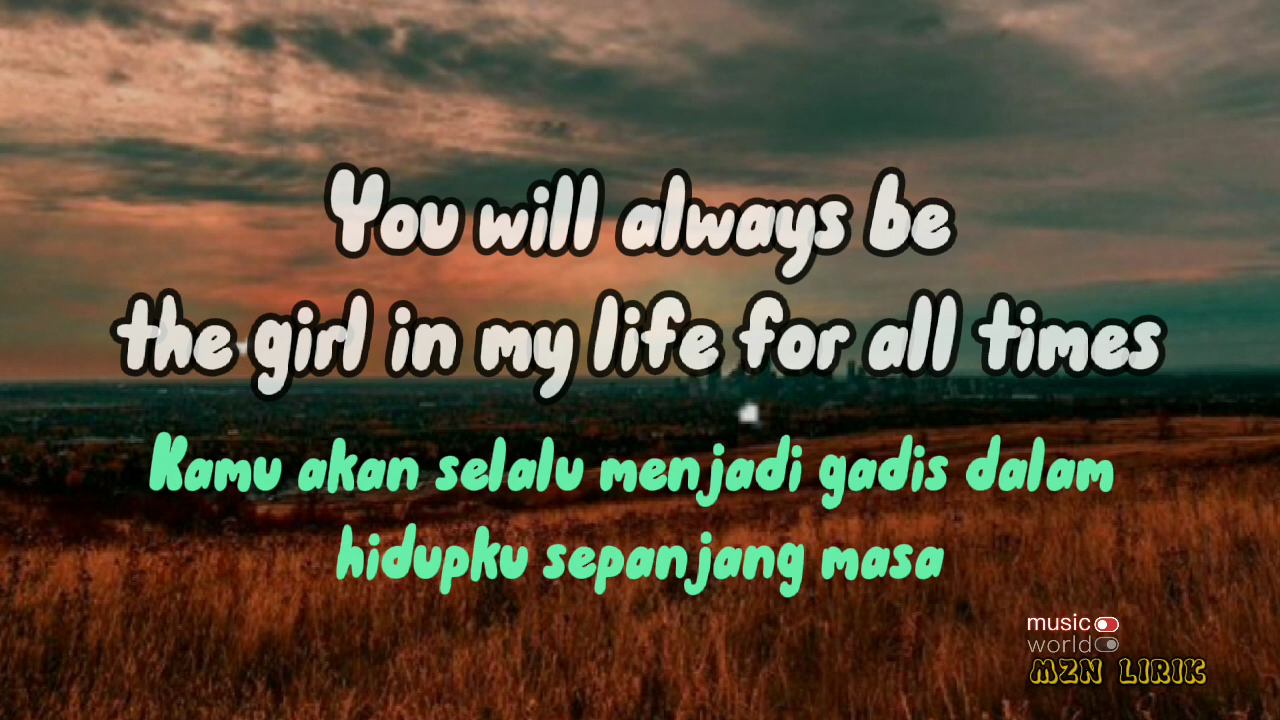 You will always be
the girl in my life for all times
Kamu akan selalu menjadi gadis dalam
hidupku sepanjang masa
music
world
MZN LIRIK